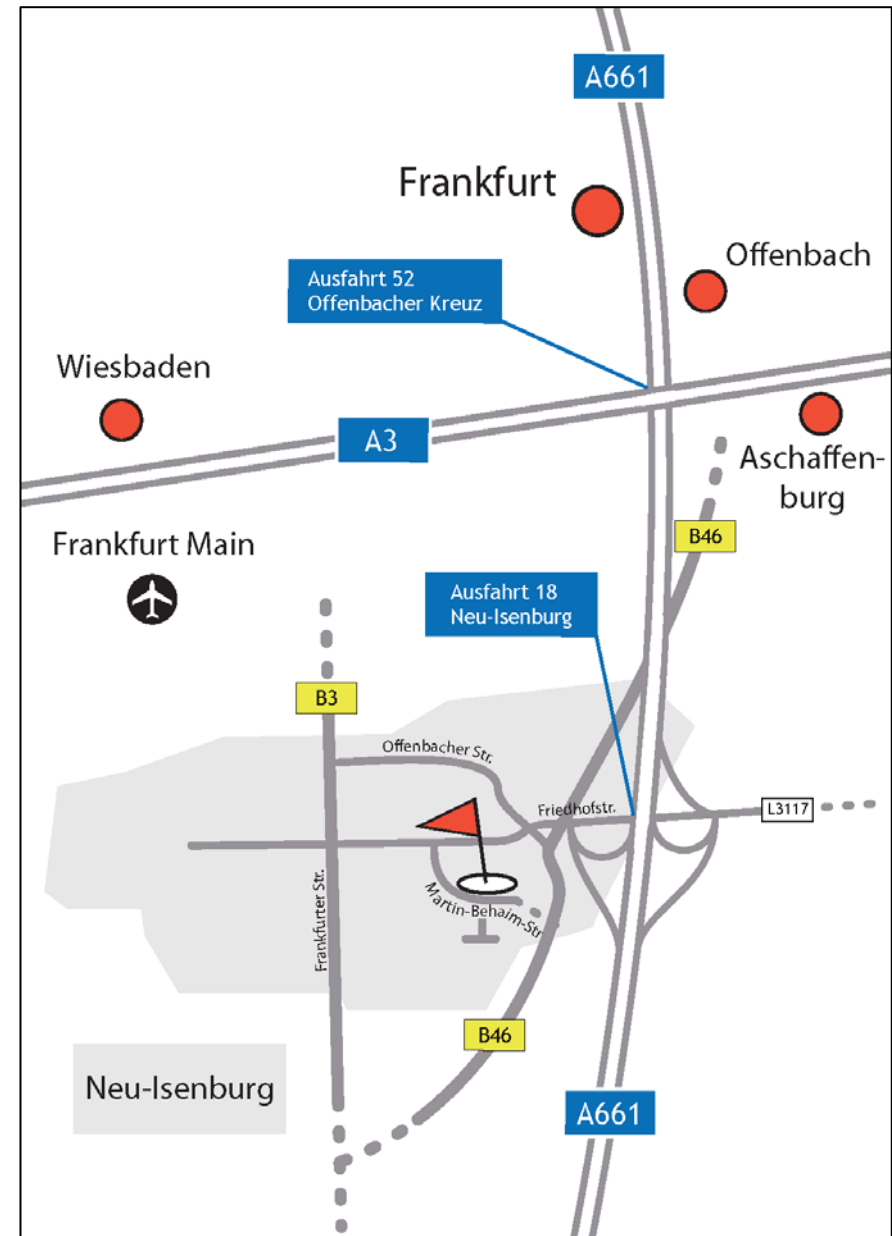 A661
Frankfurt
Offenbach
Ausfahrt 52
Offenbacher Kreuz
Wiesbaden
A3
Aschaffen-
burg
Frankfurt Main
B46
Ausfahrt 18
Neu-Isenburg
B3
Offenbacher Str.
Friedhofstr.
L3117
Frankfurter Str.
Martin-Behaim-Str
B46
Neu-Isenburg
A661